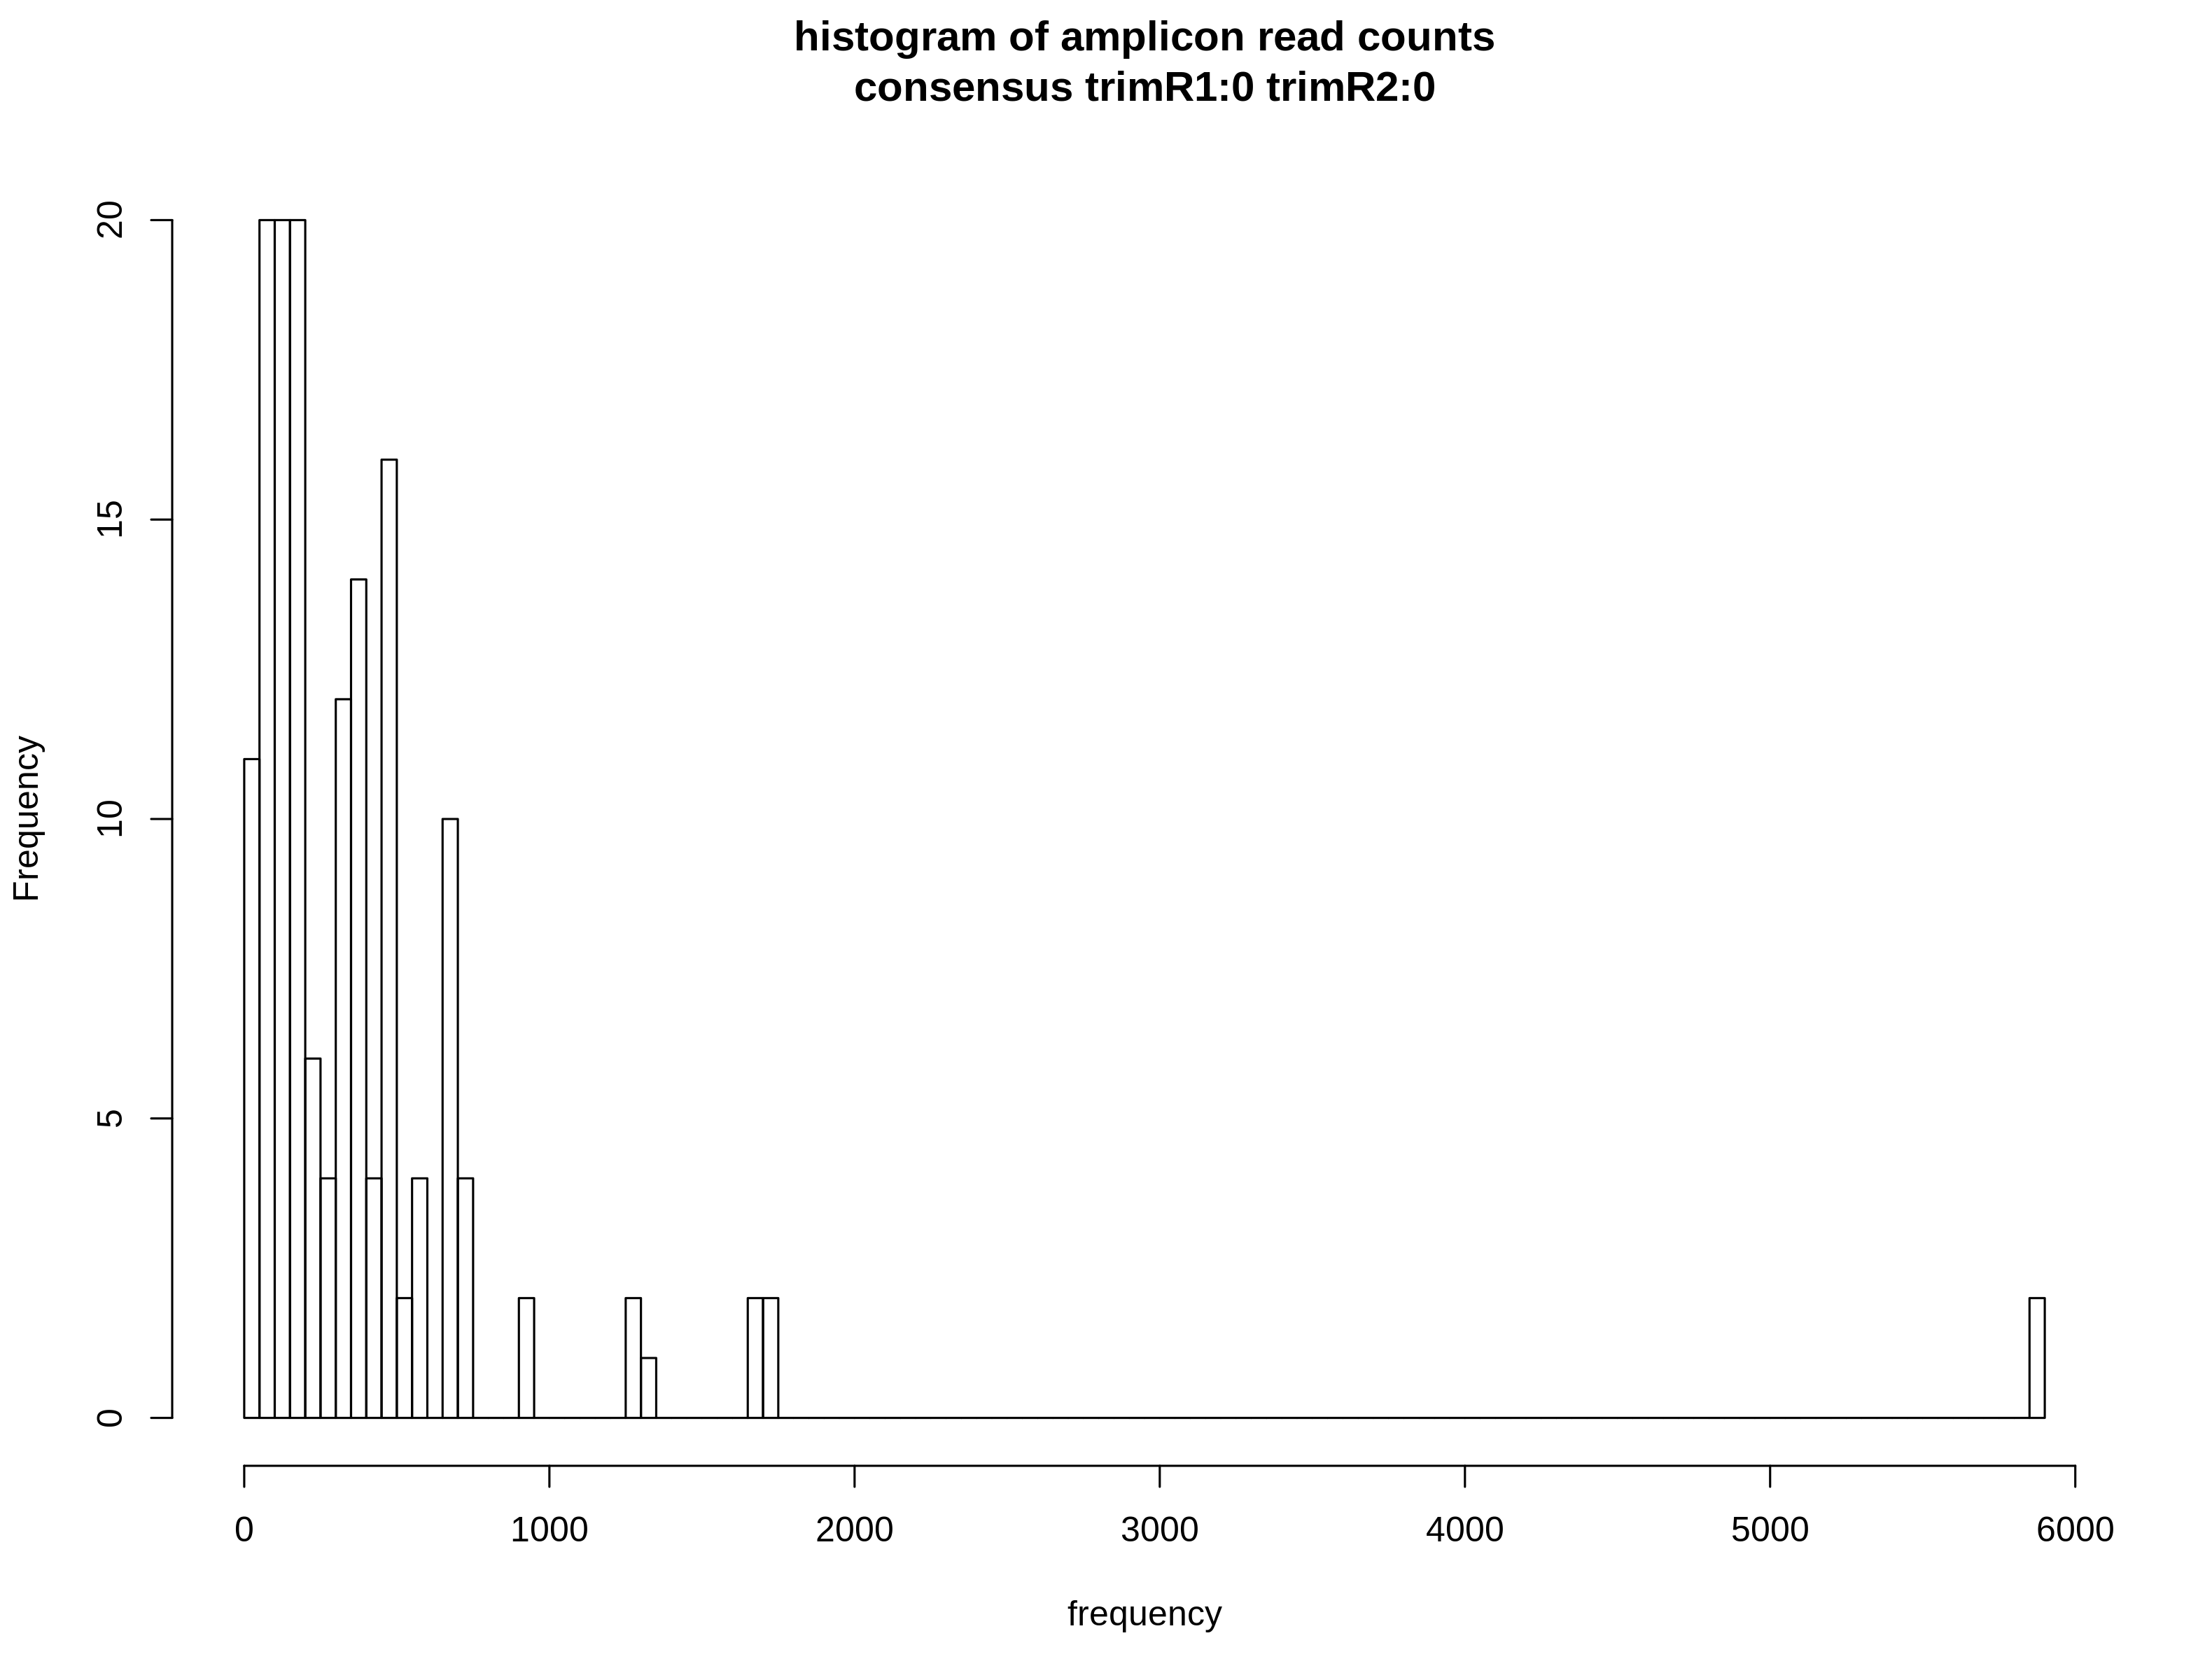 histogram of amplicon read counts
consensus trimR1:0 trimR2:0
20
15
10
5
0
Frequency
0 1000 2000 3000 4000 5000 6000
frequency